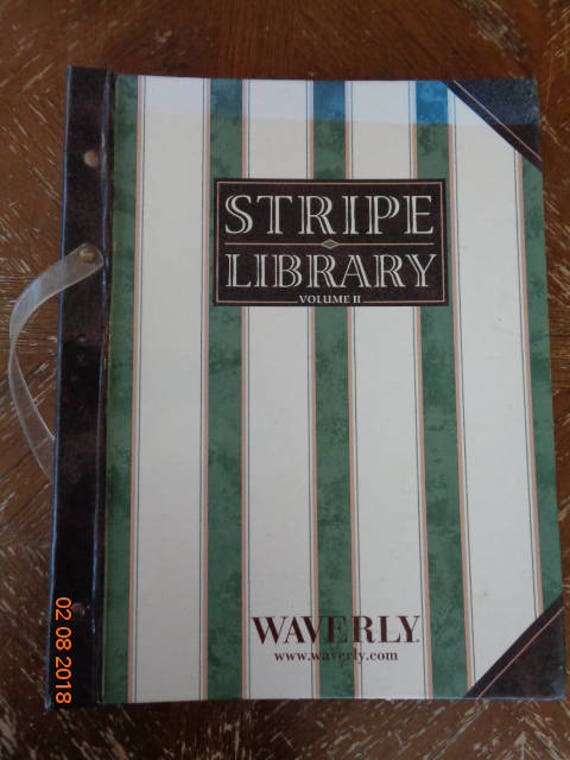 STRIPE
LIBRARY
VOLUME II
WAVERLY
www.waverly.com
02 08 2018